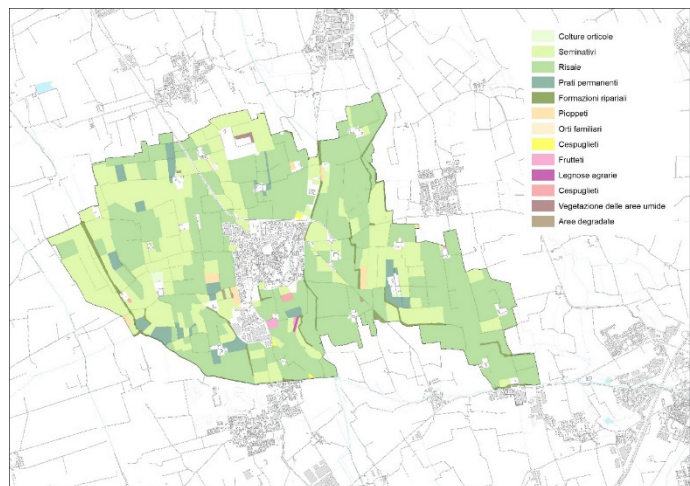 Colture orticole
Seminativi
Risaie
Prati permanenti
Formazioni ripariali
Pioppeti
Orti familiari
Cespuglieti
Frutteti
Legnose agrarie
Cespuglieti
Vegetazione delle aree umide
Aree degradate